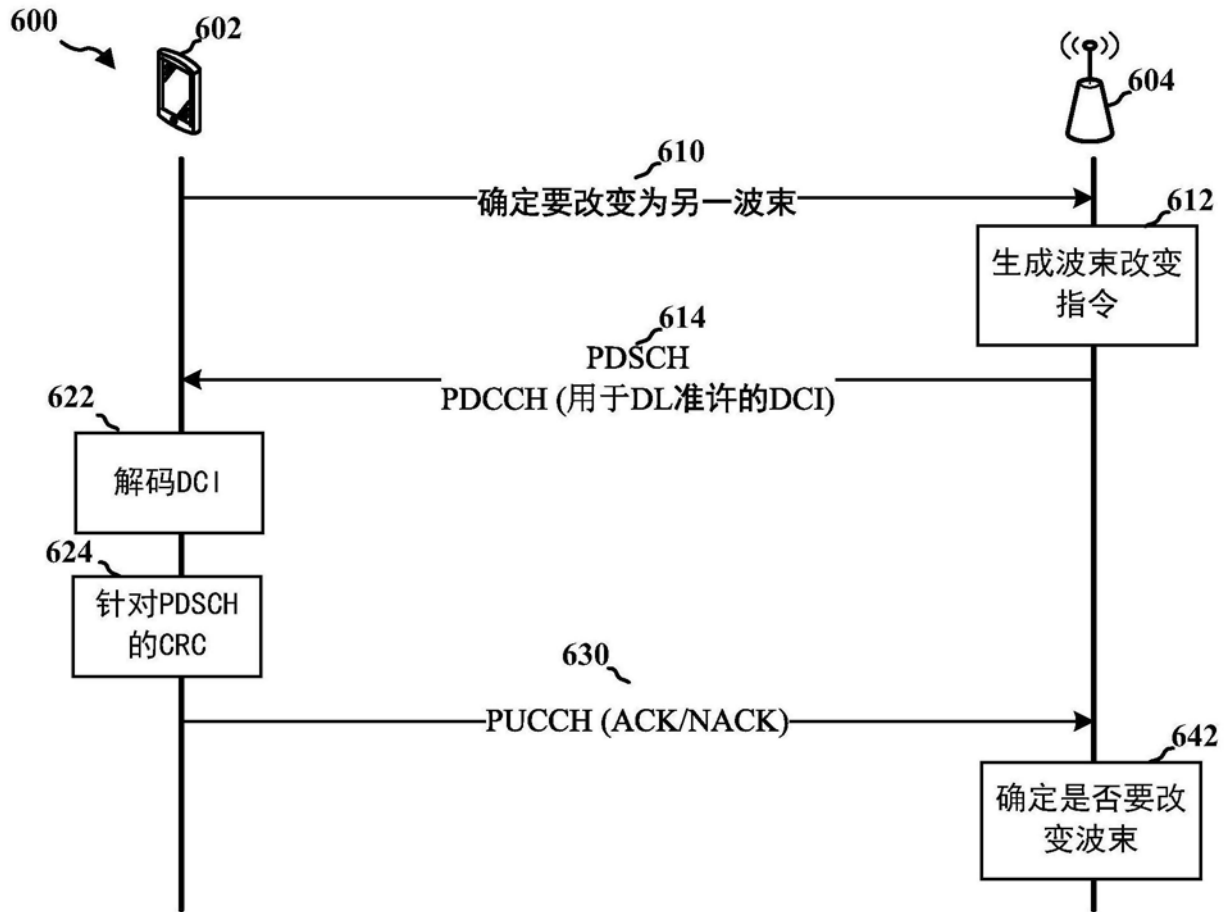 600
602
604
610
确定要改变为另一波束
612
生成波束改变
指令
614
PDSCH
PDCCH (用于DL准许的DCI)
622
解码DCI
624
针对PDSCH
的CRC
630
PUCCH (ACK/NACK)
642
确定是否要改
变波束